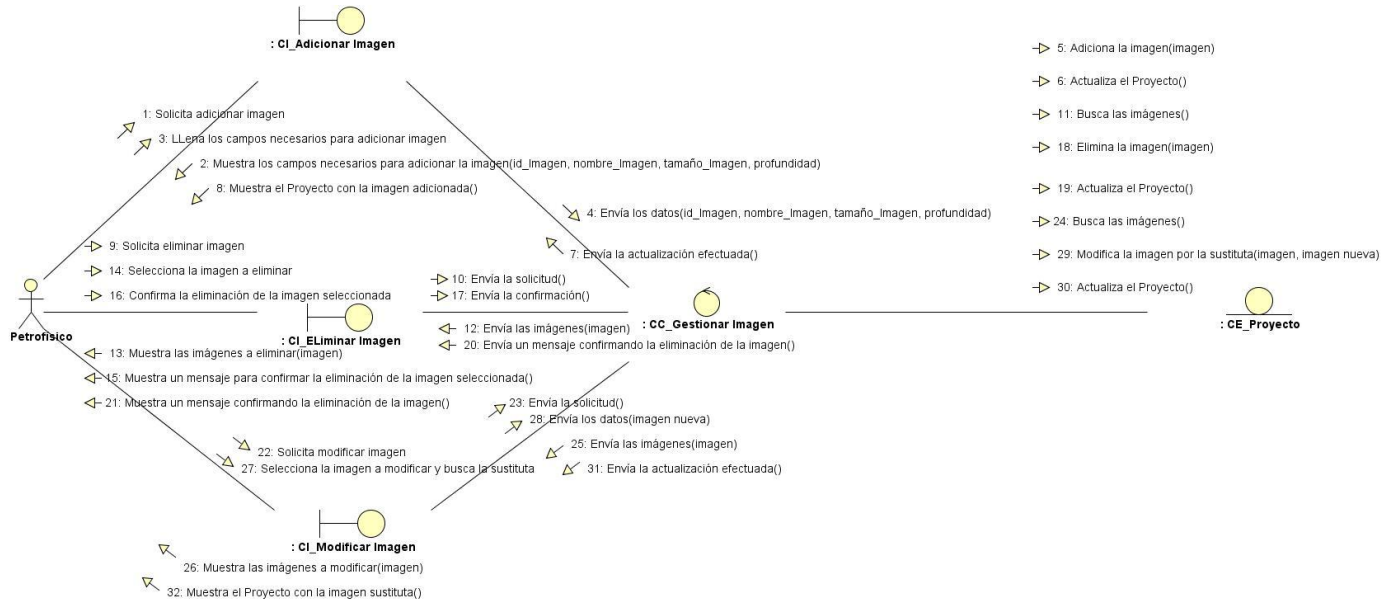 : CI_Adicionar Imagen
5: Adiciona la imagen(imagen)
6: Actualiza el Proyecto()
1: Solicita adicionar imagen
11: Busca las imágenes()
3: LLena los campos necesarios para adicionar imagen
18: Elimina la imagen(imagen)
2: Muestra los campos necesarios para adicionar la imagen(id_Imagen, nombre_Imagen, tamaño_Imagen, profundidad)
8: Muestra el Proyecto con la imagen adicionada()
19: Actualiza el Proyecto()
4: Envía los datos(id_Imagen, nombre_Imagen, tamaño_Imagen, profundidad)
24: Busca las imágenes()
9: Solicita eliminar imagen
7: Envía la actualización efectuada()
29: Modifica la imagen por la sustituta(imagen, imagen nueva)
14: Selecciona la imagen a eliminar
10: Envía la solicitud()
30: Actualiza el Proyecto()
16: Confirma la eliminación de la imagen seleccionada
17: Envía la confirmación()
Petrofísico
: CI_ELiminar Imagen
12: Envía las imágenes(imagen)
: CC_Gestionar Imagen
: CE_Proyecto
20: Envía un mensaje confirmando la eliminación de la imagen()
13: Muestra las imágenes a eliminar(imagen)
15: Muestra un mensaje para confirmar la eliminación de la imagen seleccionada()
21: Muestra un mensaje confirmando la eliminación de la imagen()
23: Envía la solicitud()
28: Envía los datos(imagen nueva)
22: Solicita modificar imagen
25: Envía las imágenes(imagen)
27: Selecciona la imagen a modificar y busca la sustituta
31: Envía la actualización efectuada()
: CI_Modificar Imagen
26: Muestra las imágenes a modificar(imagen)
32: Muestra el Proyecto con la imagen sustituta()